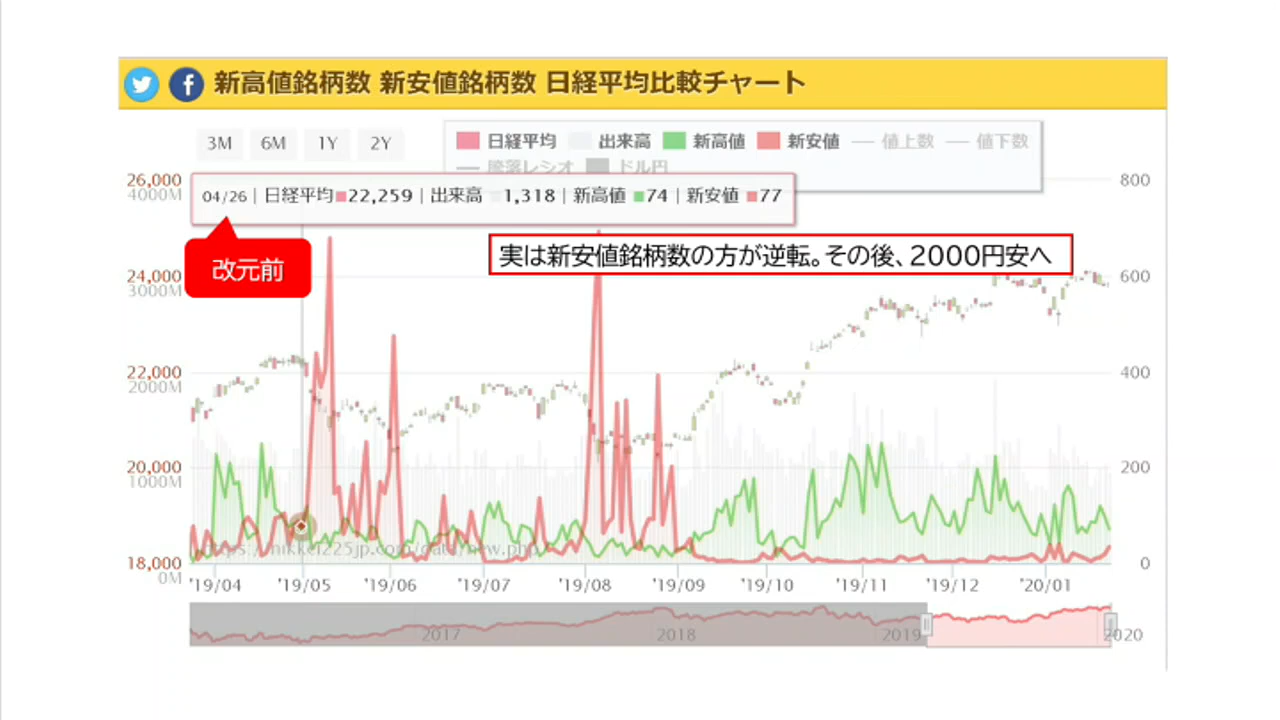 新高値銘柄数 新安値銘柄数 日経平均比較チャート
3M 6M 1Y 2Y
日経平均 出来高 新高値 新安値 値上数 値下数
騰落レシオ ドル円
04/26 | 日経平均 22,259 | 出来高 1,318 | 新高値 74 | 新安値 77
改元前
実は新安値銘柄数の方が逆転。その後、2000円安へ
26,000
4000M
24,000
3000M
22,000
2000M
20,000
1000M
18,000
0M
800
600
400
200
0
https://nikkei225jp.com/data/new.php
'19/04 '19/05 '19/06 '19/07 '19/08 '19/09 '19/10 '19/11 '19/12 '20/01
2017 2018 2019 2020